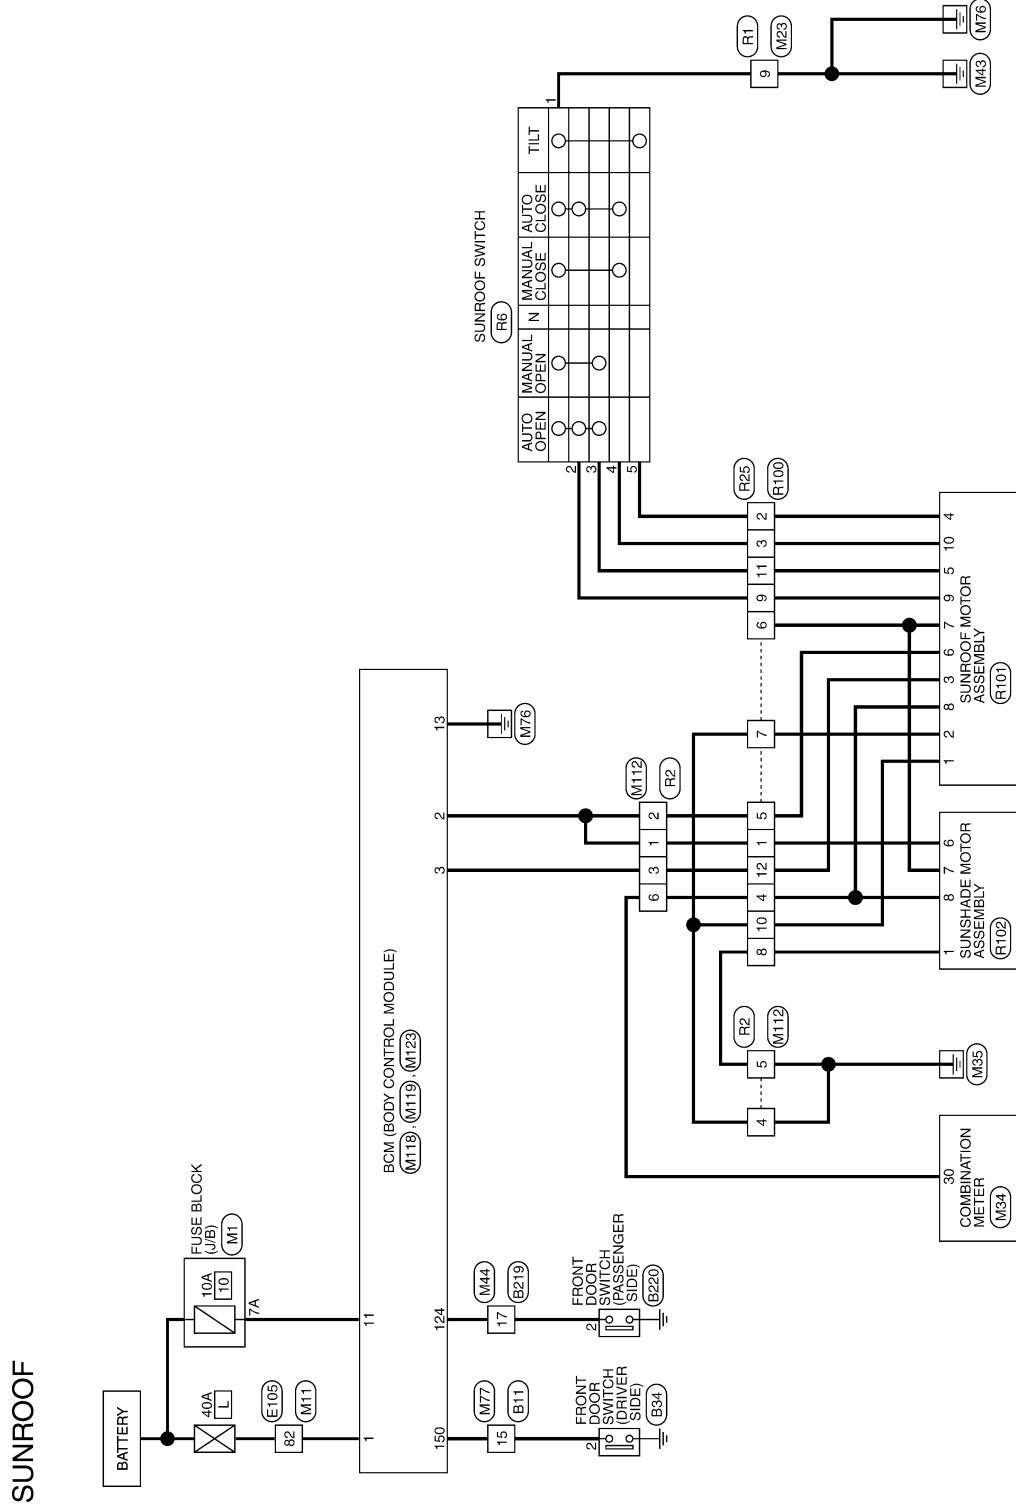 SUNROOF
BATTERY
40A
L
E105
82
M11
FUSE BLOCK
(J/B)
M1
10A
10
7A
1
11
BCM (BODY CONTROL MODULE)
M118 , M119 , M123
150
124
3
2
13
M77
15
B11
M44
17
B219
2
FRONT
DOOR
SWITCH
(DRIVER
SIDE)
B34
2
FRONT
DOOR
SWITCH
(PASSENGER
SIDE)
B220
M76
M112
6
3
1
2
R2
R2
4
5
M112
M35
30
COMBINATION
METER
M34
SUNROOF SWITCH
R6
AUTO
OPEN
MANUAL
OPEN
N
MANUAL
CLOSE
AUTO
CLOSE
TILT
1
2
3
4
5
R25
8
10
4
12
1
5
7
6
9
11
3
2
R100
1
8
7
6
SUNSHADE MOTOR
ASSEMBLY
R102
1
2
8
3
6
7
9
5
10
4
SUNROOF MOTOR
ASSEMBLY
R101
R1
9
M23
M43
M76